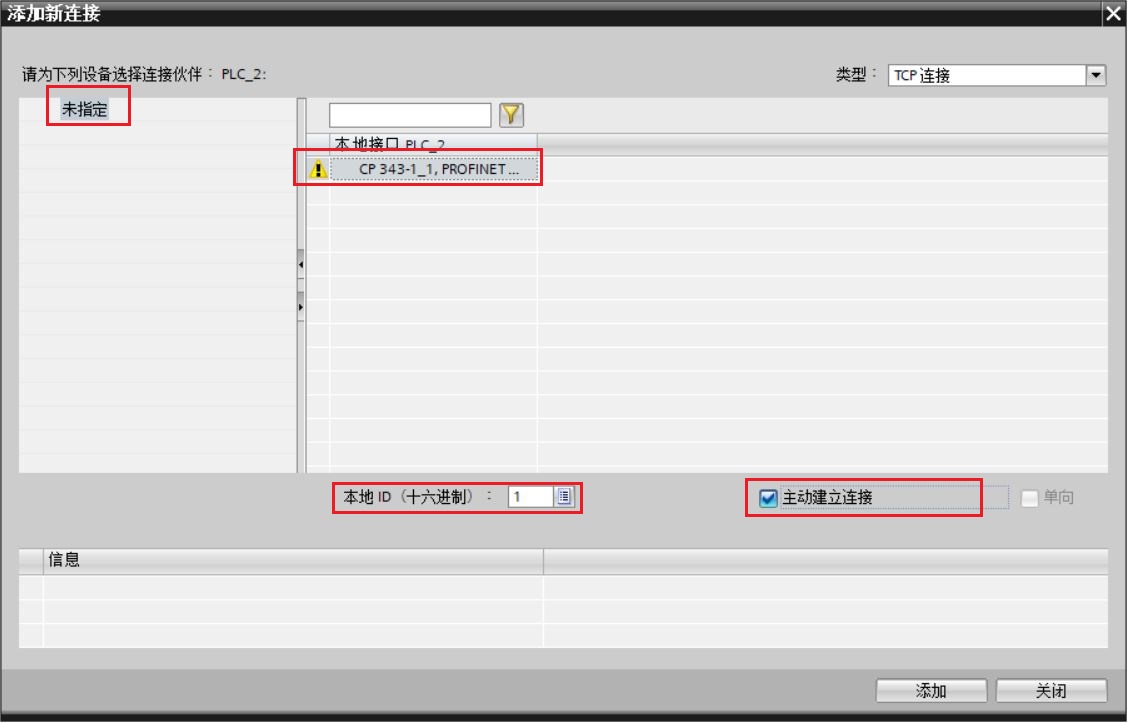 添加新连接
请为下列设备选择连接伙伴： PLC_2:
类型： TCP 连接
未指定
本地接口 PLC_2
CP 343-1_1, PROFINET ...
本地 ID（十六进制）： 1
主动建立连接
单向
信息
添加
关闭